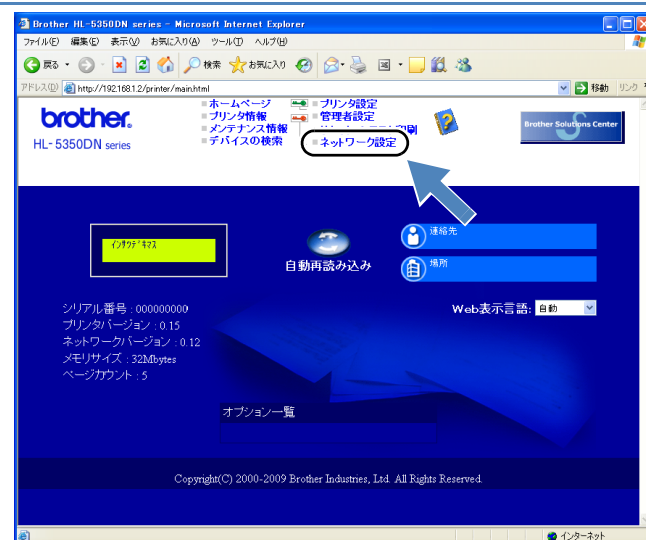 Brother HL-5350DN series - Microsoft Internet Explorer
ファイル(F) 編集(E) 表示(V) お気に入り(A) ツール(T) ヘルプ(H)
戻る 検索 お気に入り
アドレス(D) http://192.168.1.2/printer/main.html 移動 リンク
ホームページ プリンタ設定
プリンタ情報 管理者設定
メンテナンス情報 印刷
デバイスの検索 ネットワーク設定
brother
HL-5350DN series
Brother Solutions Center
インサツデキマス
自動再読み込み
連絡先
場所
シリアル番号 : 000000000
プリンタバージョン : 0.15
ネットワークバージョン : 0.12
メモリサイズ : 32Mbytes
ページカウント : 5
Web表示言語: 自動
オプション一覧
Copyright(C) 2000-2009 Brother Industries, Ltd. All Rights Reserved.
インターネット